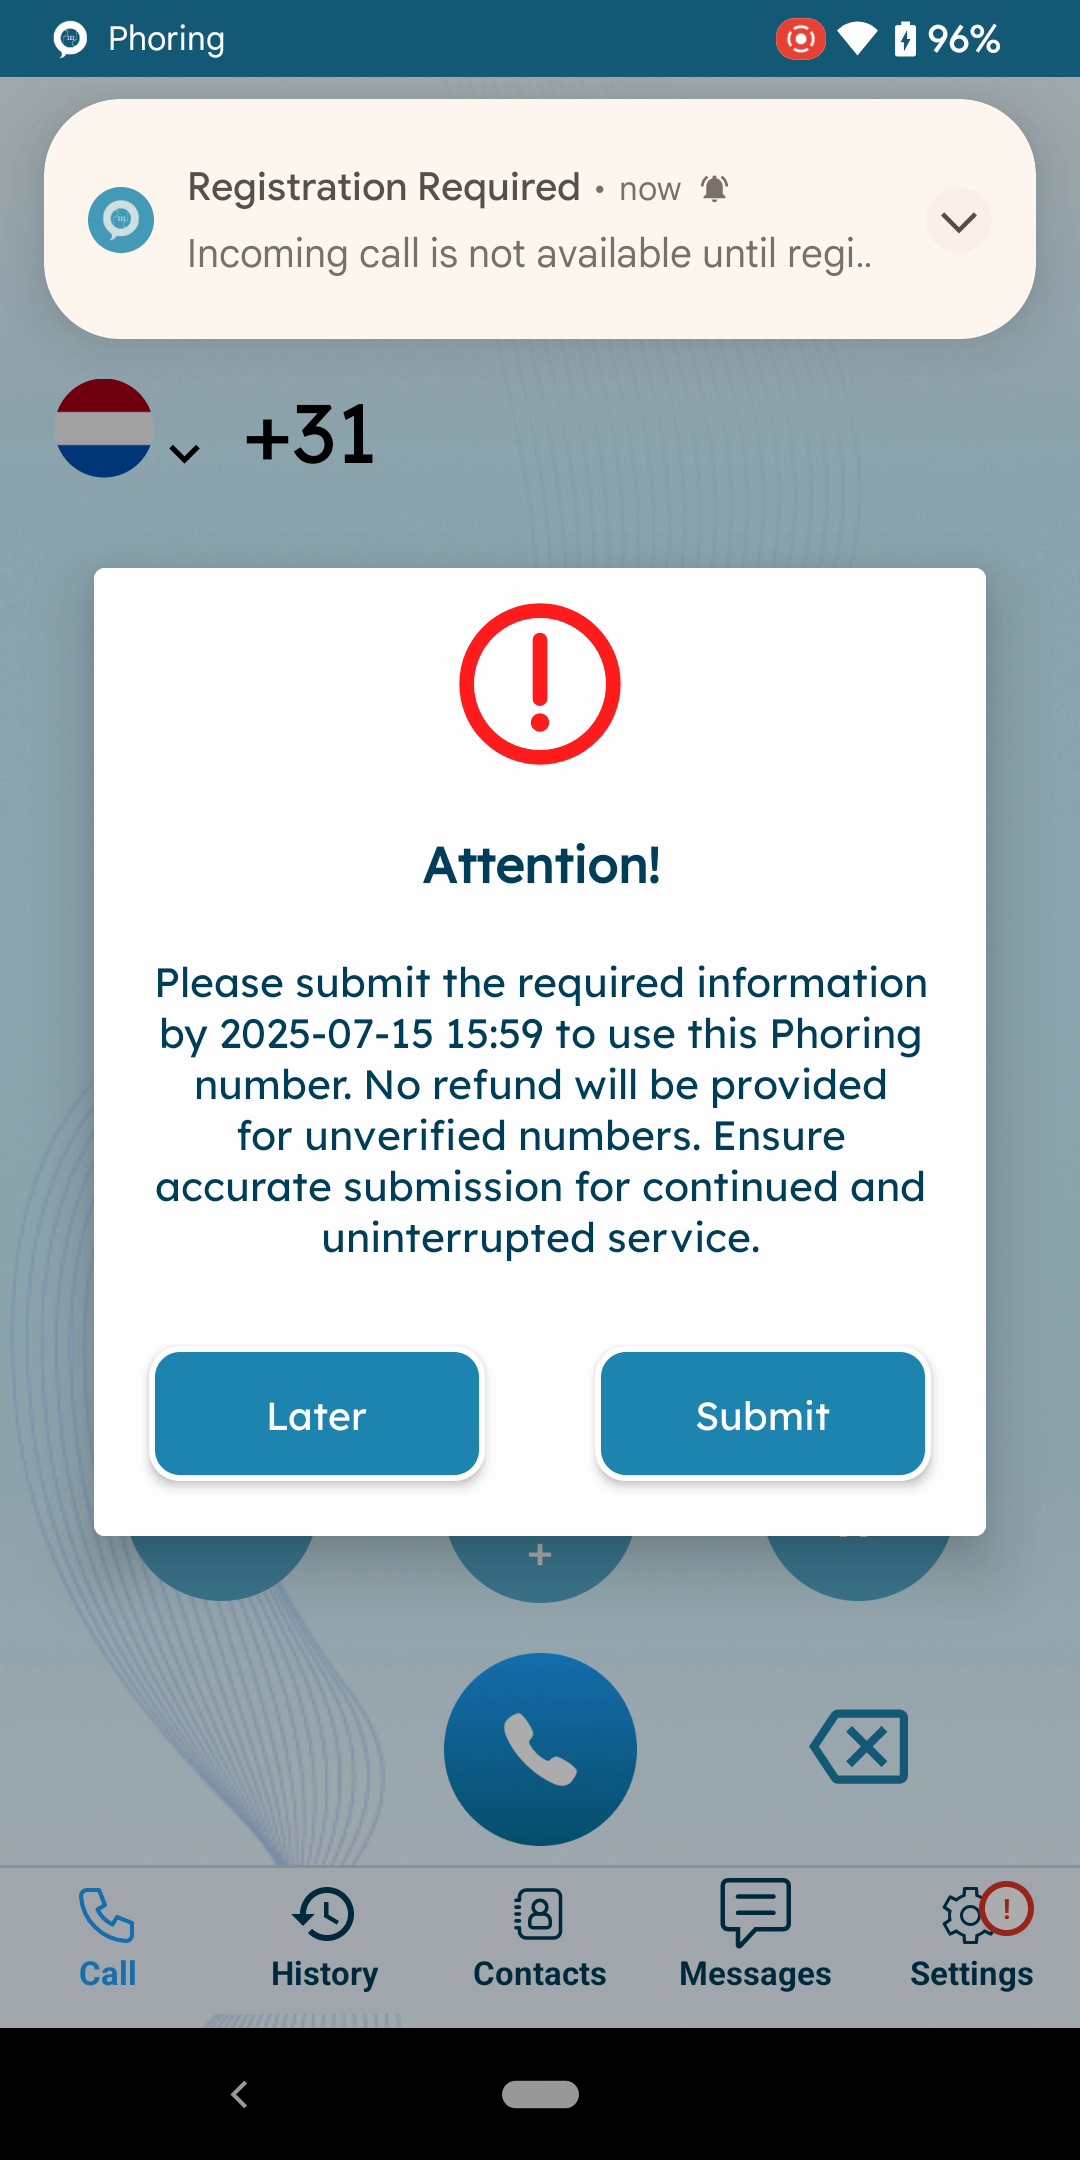 Phoring
96%
Registration Required • now
Incoming call is not available until regi..
+31
Attention!
Please submit the required information
by 2025-07-15 15:59 to use this Phoring
number. No refund will be provided
for unverified numbers. Ensure
accurate submission for continued and
uninterrupted service.
Later
Submit
+
Call
History
Contacts
Messages
Settings